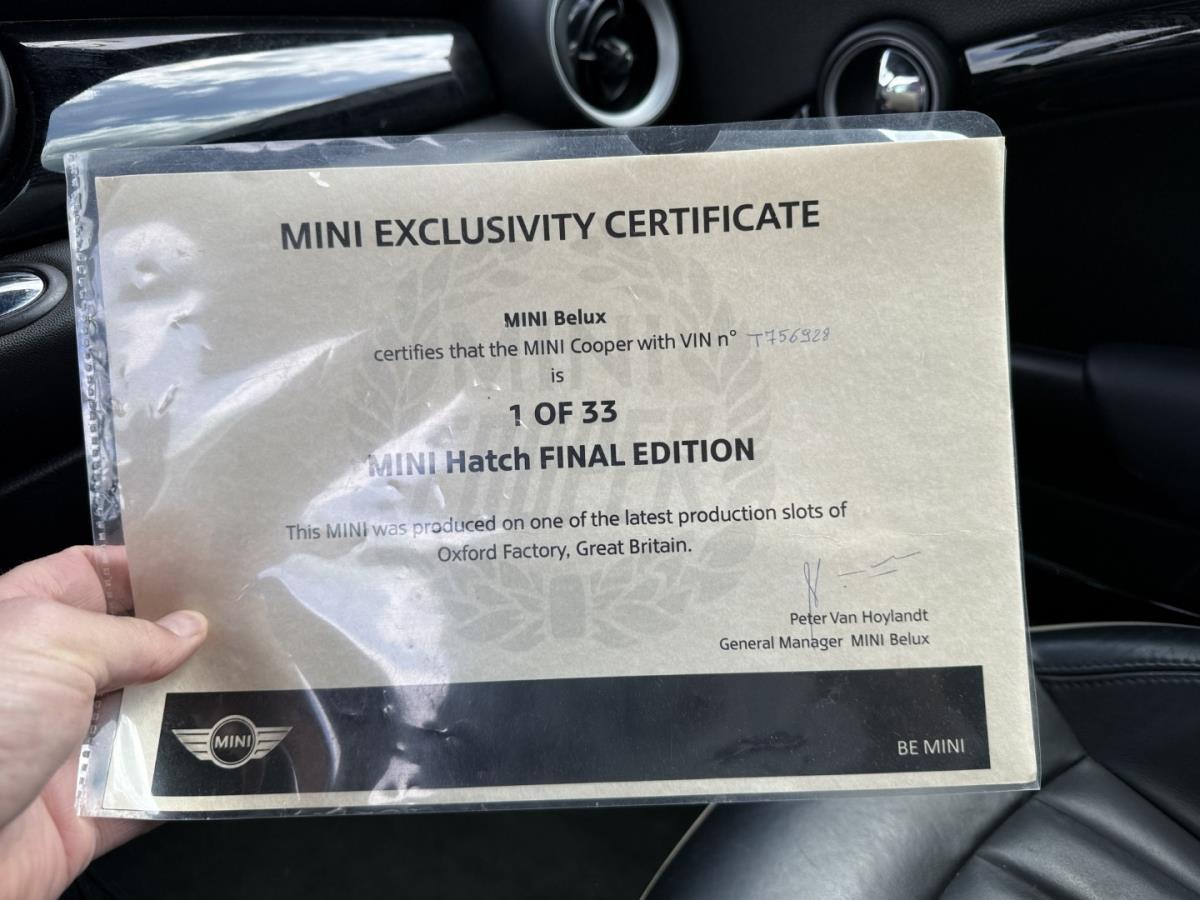 MINI EXCLUSIVITY CERTIFICATE
MINI Belux
certifies that the MINI Cooper with VIN n° T756928
is
1 OF 33
MINI Hatch FINAL EDITION
This MINI was produced on one of the latest production slots of
Oxford Factory, Great Britain.
Peter Van Hoylandt
General Manager MINI Belux
MINI
BE MINI
MINI
COOPER